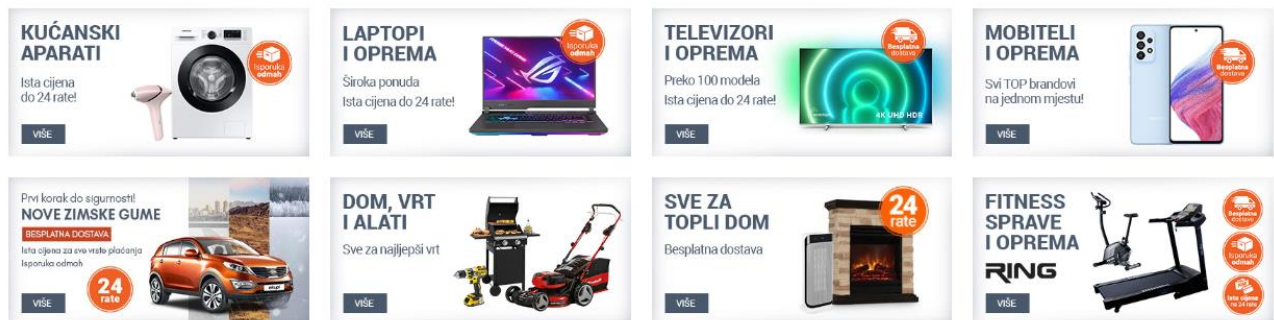 KUĆANSKI
APARATI
Ista cijena
do 24 rate!
Isporuka
odmah
VIŠE
LAPTOPI
I OPREMA
Široka ponuda
Ista cijena do 24 rate!
Isporuka
odmah
VIŠE
TELEVIZORI
I OPREMA
Preko 100 modela
Ista cijena do 24 rate!
Besplatna
dostava
4K UHD HDR
VIŠE
MOBITELI
I OPREMA
Svi TOP brandovi
na jednom mjestu!
Besplatna
dostava
VIŠE
Prvi korak do sigurnosti!
NOVE ZIMSKE GUME
BESPLATNA DOSTAVA
Ista cijena za sve vrste plaćanja
Isporuka odmah
24
rate
VIŠE
DOM, VRT
I ALATI
Sve za najljepši vrt
VIŠE
SVE ZA
TOPLI DOM
Besplatna dostava
24
rate
VIŠE
FITNESS
SPRAVE
I OPREMA
RING
Besplatna
dostava
Isporuka
odmah
Ista cijena
na 24 rate
VIŠE